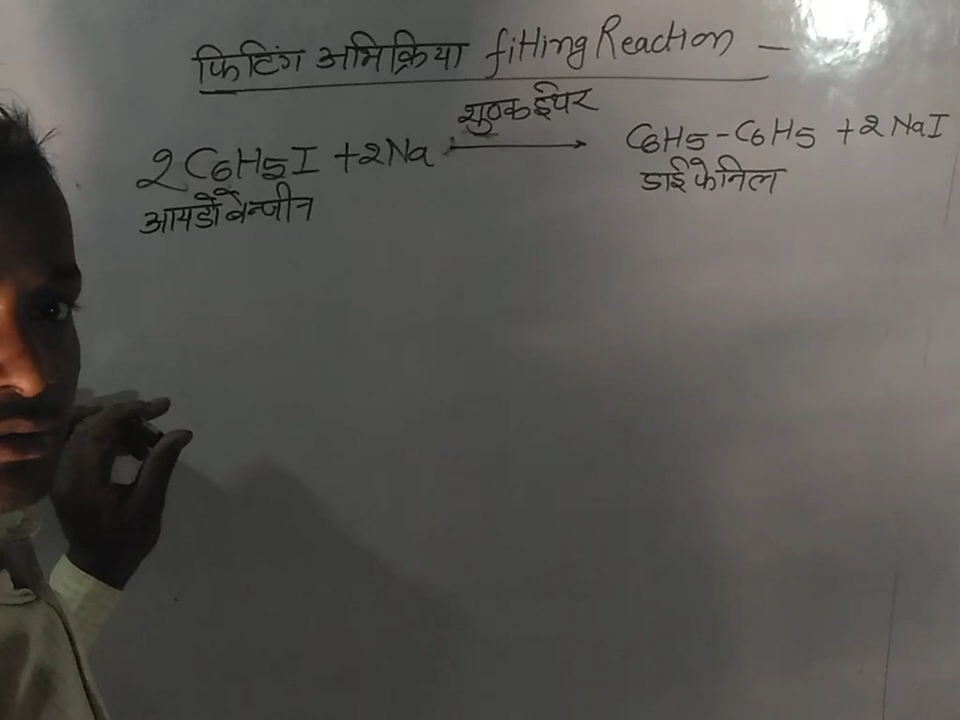 फिटिंग अभिक्रिया fitting Reaction -
शुष्क ईथर
2C6H5I + 2Na ⟶ C6H5 - C6H5 + 2NaI
आयडोबेन्जीन डाईफेनिल